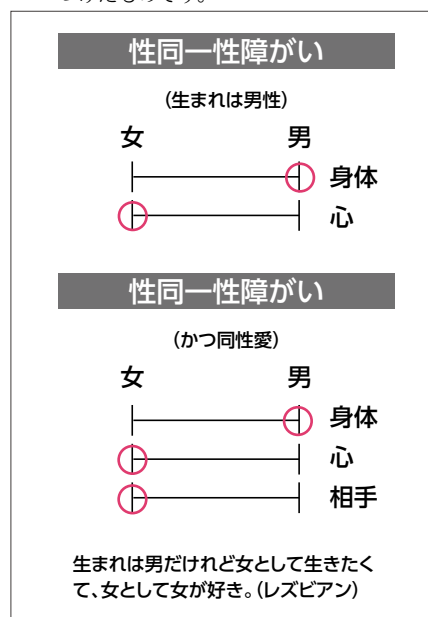 性同一性障がい
(生まれは男性)
女 男
身体
心
性同一性障がい
(かつ同性愛)
女 男
身体
心
相手
生まれは男だけれど女として生きたく
て、女として女が好き。(レズビアン)